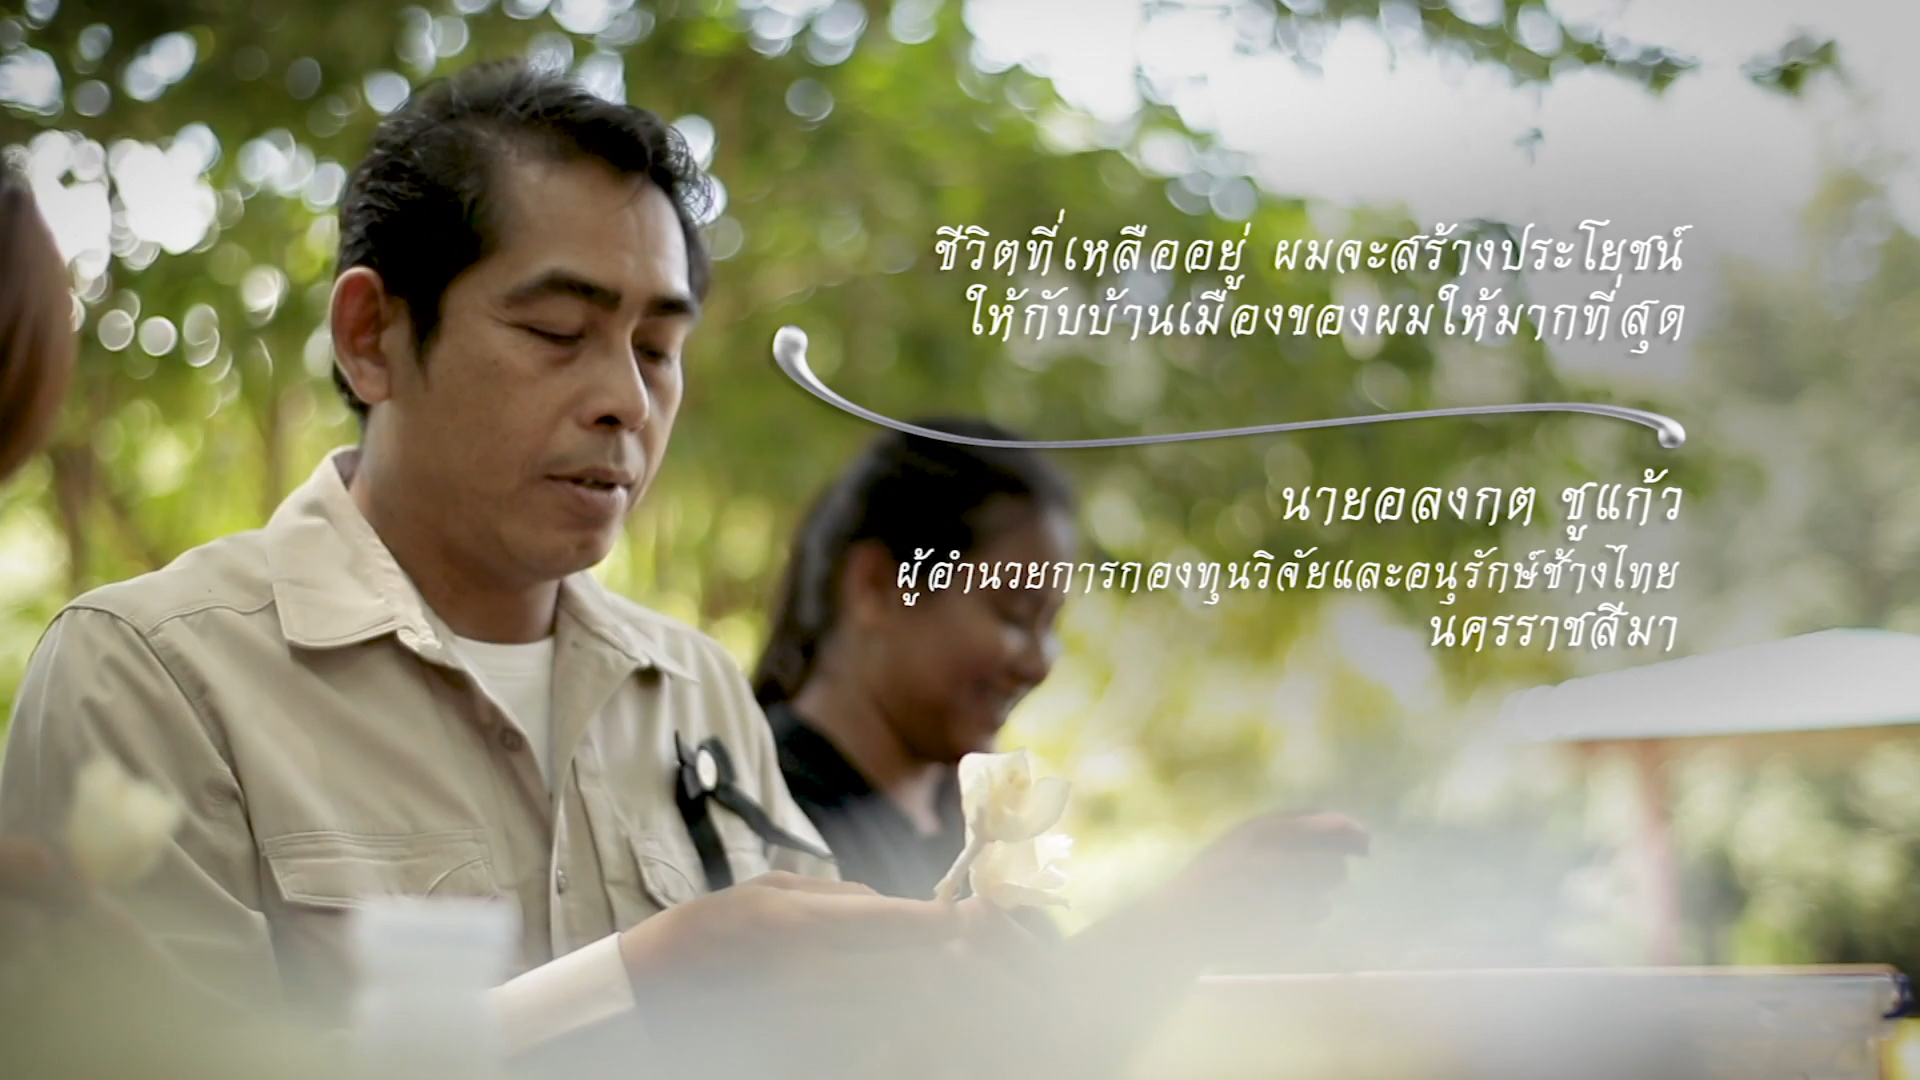 ชีวิตที่เหลืออยู่ ผมจะสร้างประโยชน์
ให้กับบ้านเมืองของผมให้มากที่สุด
นายอลงกต ชูแก้ว
ผู้อำนวยการกองทุนวิจัยและอนุรักษ์ช้างไทย
นครราชสีมา